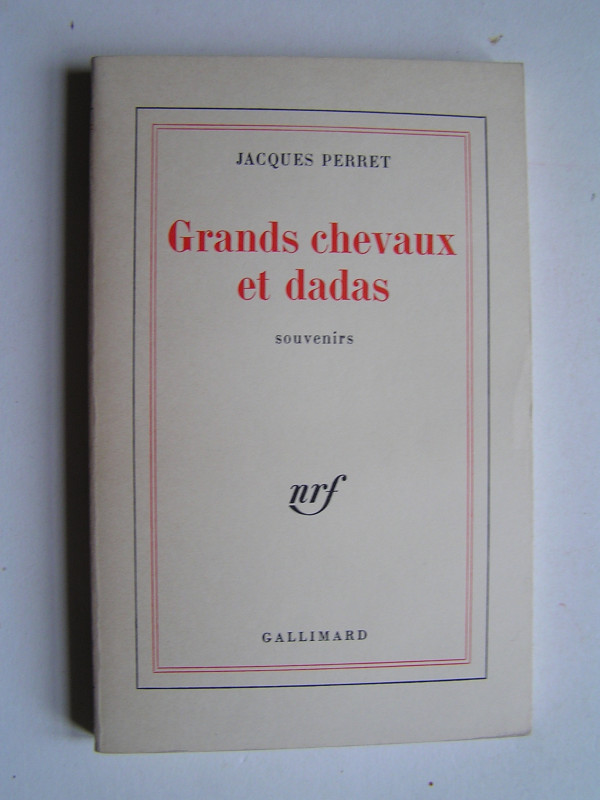 JACQUES PERRET
Grands chevaux
et dadas
souvenirs
nrf
GALLIMARD